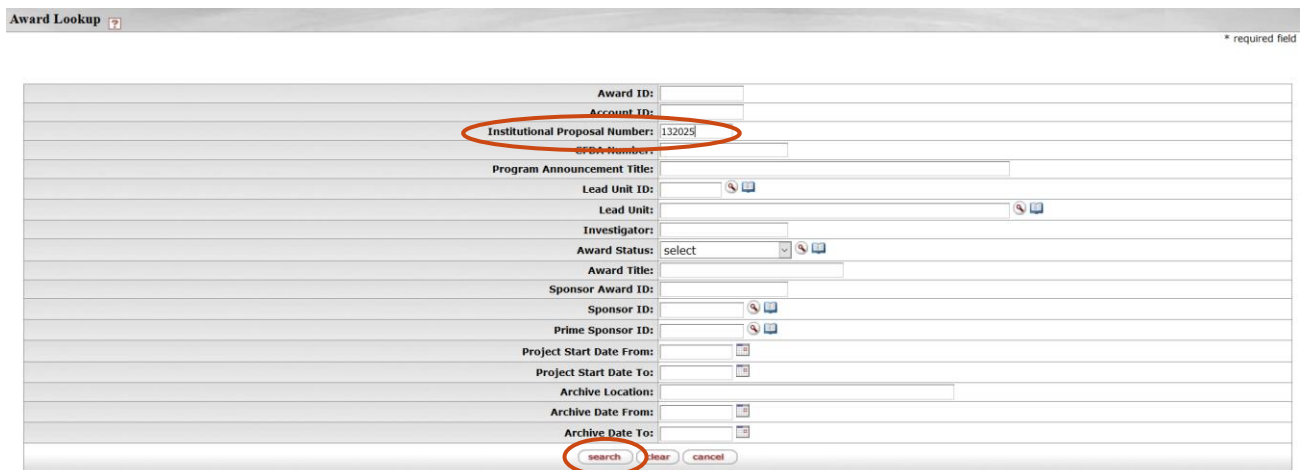 Award Lookup ?
* required field
Award ID:
Account ID:
Institutional Proposal Number: 132025
CFDA Number:
Program Announcement Title:
Lead Unit ID:
Lead Unit:
Investigator:
Award Status: select
Award Title:
Sponsor Award ID:
Sponsor ID:
Prime Sponsor ID:
Project Start Date From:
Project Start Date To:
Archive Location:
Archive Date From:
Archive Date To:
search clear cancel